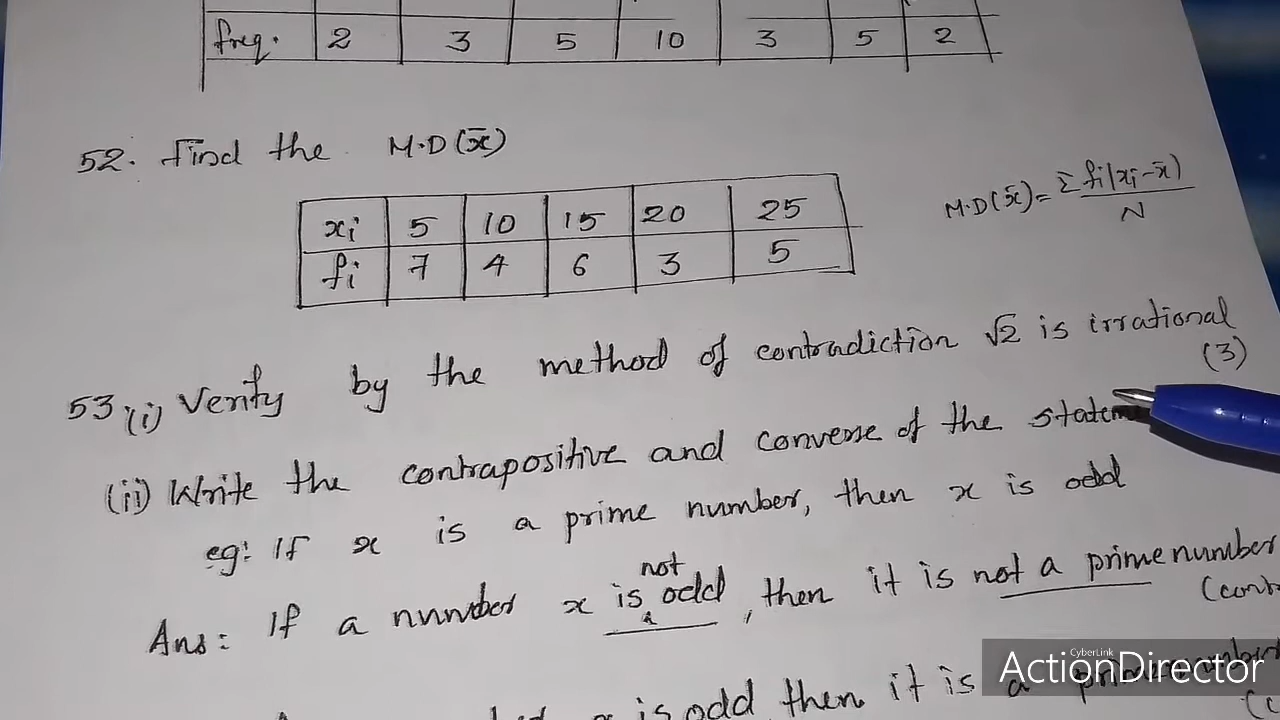 freq. 2 3 5 10 3 5 2
52. Find the M.D(x̄)
xi 5 10 15 20 25
fi 7 4 6 3 5
M.D(x̄)= Σfi|xi-x̄| / N
53 (i) Verify by the method of contradiction √2 is irrational
(3)
(ii) Write the contrapositive and converse of the
eg: If x is a prime number, then x is odd
Ans: If a number x is not odd, then it is not a prime number
x is odd then it is a prime
CyberLink
ActionDirector